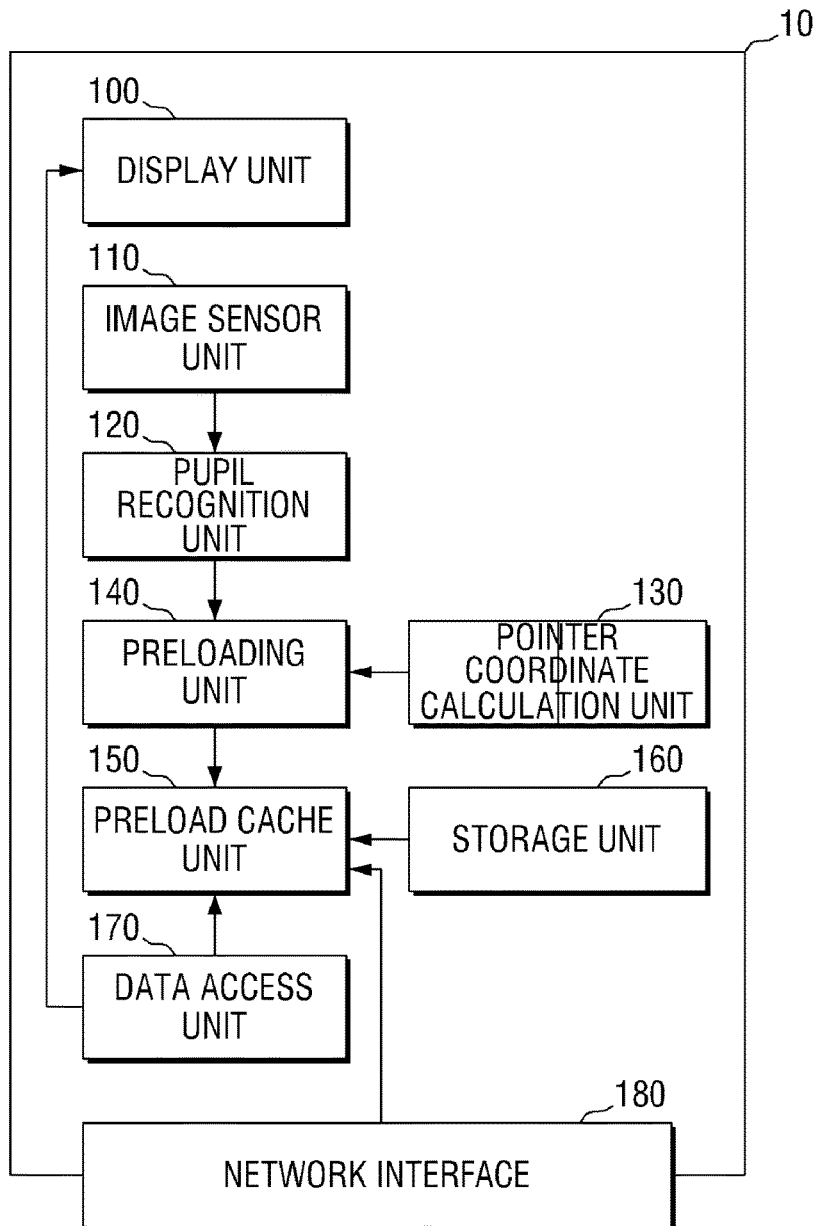 10
100
DISPLAY UNIT
110
IMAGE SENSOR
UNIT
120
PUPIL
RECOGNITION
UNIT
140
PRELOADING
UNIT
130
POINTER
COORDINATE
CALCULATION UNIT
150
PRELOAD CACHE
UNIT
160
STORAGE UNIT
170
DATA ACCESS
UNIT
180
NETWORK INTERFACE